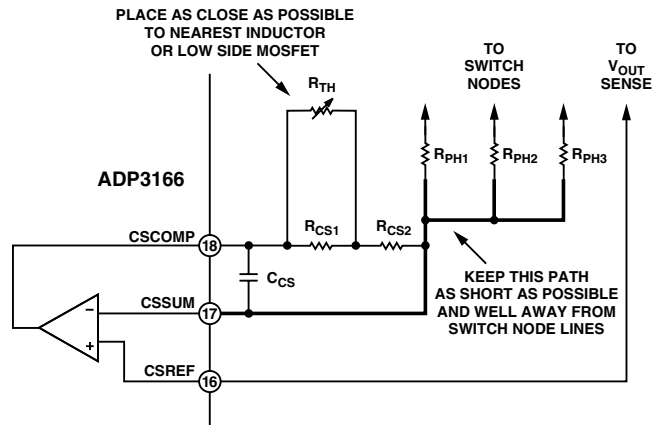 PLACE AS CLOSE AS POSSIBLE
TO NEAREST INDUCTOR
OR LOW SIDE MOSFET
TO
SWITCH
NODES
TO
VOUT
SENSE
RTH
RPH1
RPH2
RPH3
ADP3166
RCS1
RCS2
CSCOMP
18
CCS
KEEP THIS PATH
AS SHORT AS POSSIBLE
AND WELL AWAY FROM
SWITCH NODE LINES
CSSUM
17
–
+
CSREF
16